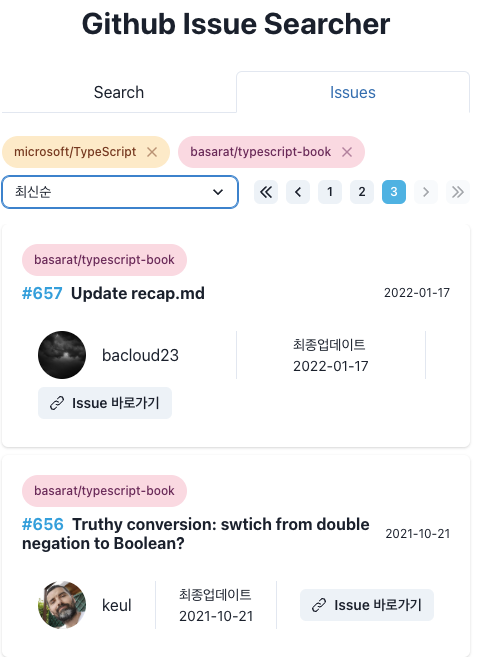 Github Issue Searcher
Search Issues
microsoft/TypeScript × basarat/typescript-book ×
최신순 « < 1 2 3 > »
basarat/typescript-book
#657 Update recap.md 2022-01-17
bacloud23
최종업데이트
2022-01-17
Issue 바로가기
basarat/typescript-book
#656 Truthy conversion: swtich from double
negation to Boolean?
2021-10-21
keul
최종업데이트
2021-10-21
Issue 바로가기